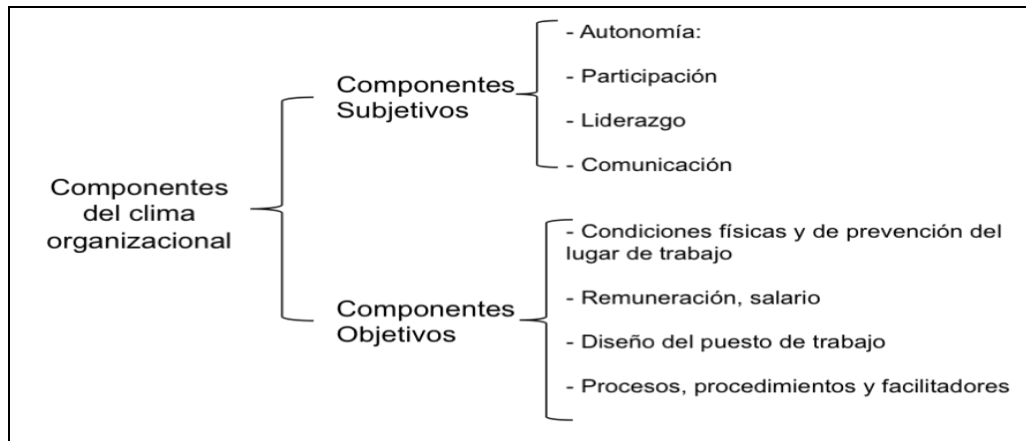 Componentes
del clima
organizacional
Componentes
Subjetivos
- Autonomía:
- Participación
- Liderazgo
- Comunicación
Componentes
Objetivos
- Condiciones físicas y de prevención del
lugar de trabajo
- Remuneración, salario
- Diseño del puesto de trabajo
- Procesos, procedimientos y facilitadores